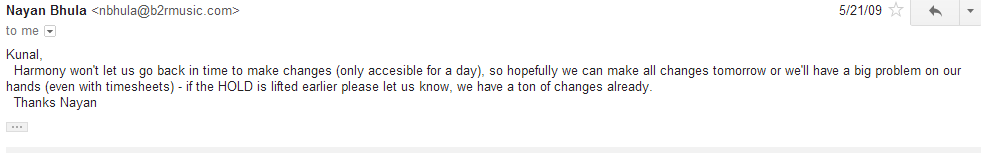 Nayan Bhula <nbhula@b2rmusic.com> 5/21/09
to me
Kunal,
Harmony won't let us go back in time to make changes (only accesible for a day), so hopefully we can make all changes tomorrow or we'll have a big problem on our
hands (even with timesheets) - if the HOLD is lifted earlier please let us know, we have a ton of changes already.
Thanks Nayan